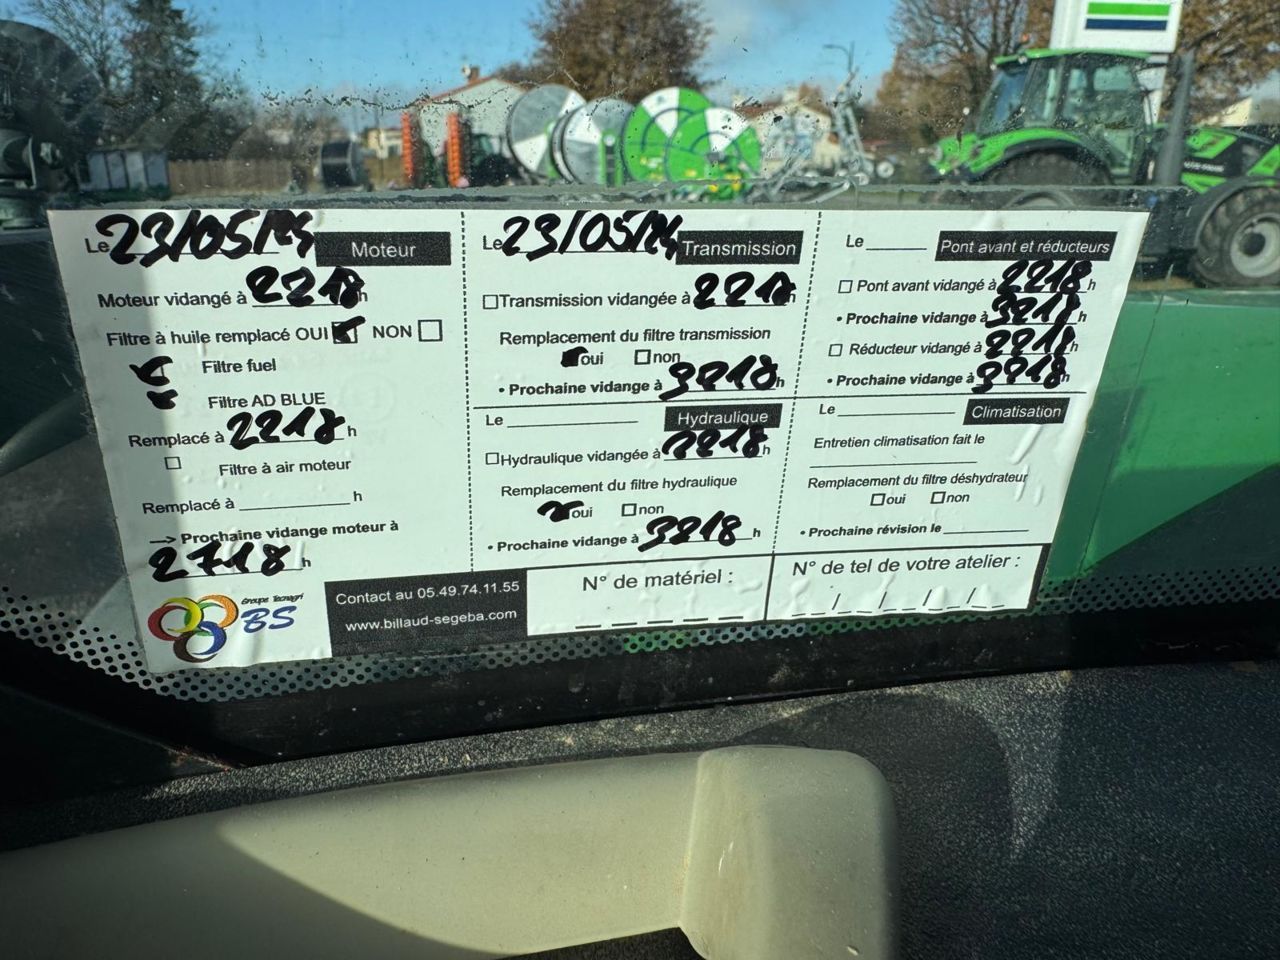 Le 23/05/24 Moteur
Moteur vidangé à 2218 h
Filtre à huile remplacé OUI NON
Filtre fuel
Filtre AD BLUE
Remplacé à 2218 h
Filtre à air moteur
Remplacé à h
Prochaine vidange moteur à
2718 h
Groupe Tecnagri
BS
Contact au 05.49.74.11.55
www.billaud-segeba.com
Le 23/05/24 Transmission
Transmission vidangée à 2218 h
Remplacement du filtre transmission
oui non
• Prochaine vidange à 3218 h
Le Hydraulique
Hydraulique vidangée à 2218 h
Remplacement du filtre hydraulique
oui non
• Prochaine vidange à 3218 h
N° de matériel :
Le Pont avant et réducteurs
Pont avant vidangé à 2218 h
• Prochaine vidange à 3218 h
Réducteur vidangé à 2218 h
• Prochaine vidange à 3218 h
Le Climatisation
Entretien climatisation fait le
Remplacement du filtre déshydrateur
oui non
• Prochaine révision le
N° de tel de votre atelier :
/ / / /